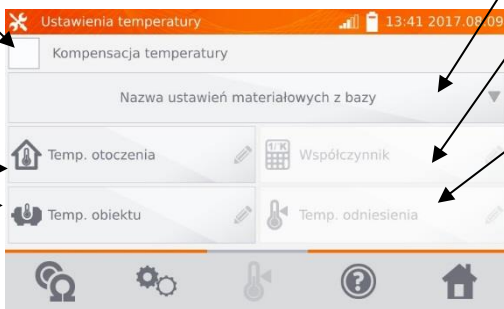 Ustawienia temperatury 13:41 2017.08.09
Kompensacja temperatury
Nazwa ustawień materiałowych z bazy
Temp. otoczenia 1/K Współczynnik
Temp. obiektu Temp. odniesienia